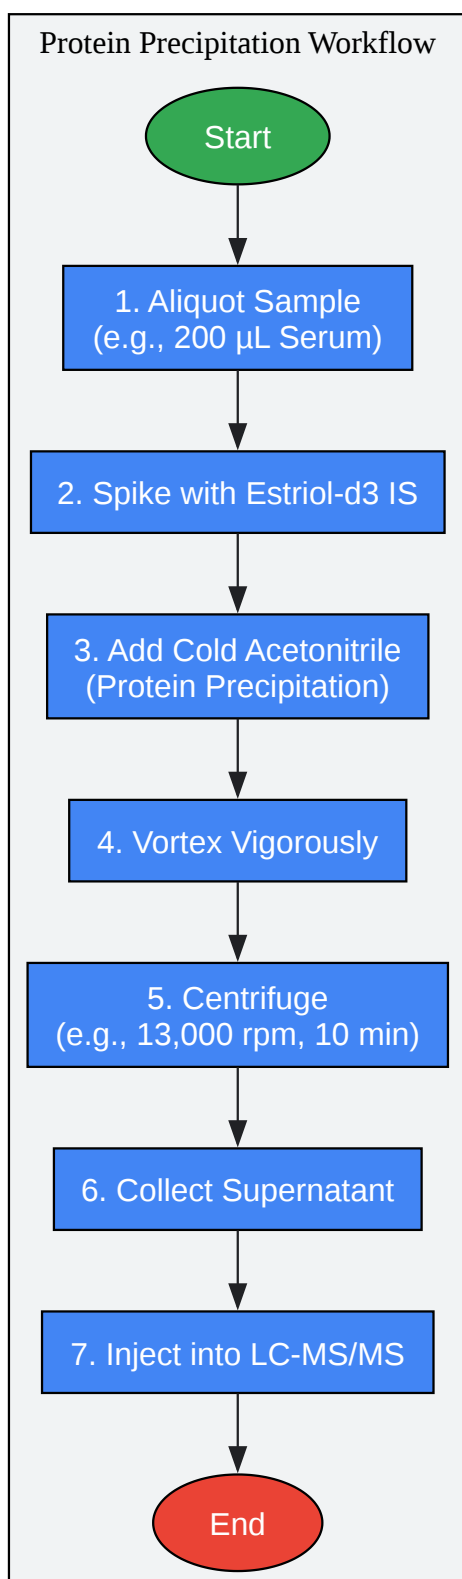 Protein Precipitation Workflow
Start
1. Aliquot Sample
(e.g., 200 µL Serum)
2. Spike with Estriol-d3 IS
3. Add Cold Acetonitrile
(Protein Precipitation)
4. Vortex Vigorously
5. Centrifuge
(e.g., 13,000 rpm, 10 min)
6. Collect Supernatant
7. Inject into LC-MS/MS
End